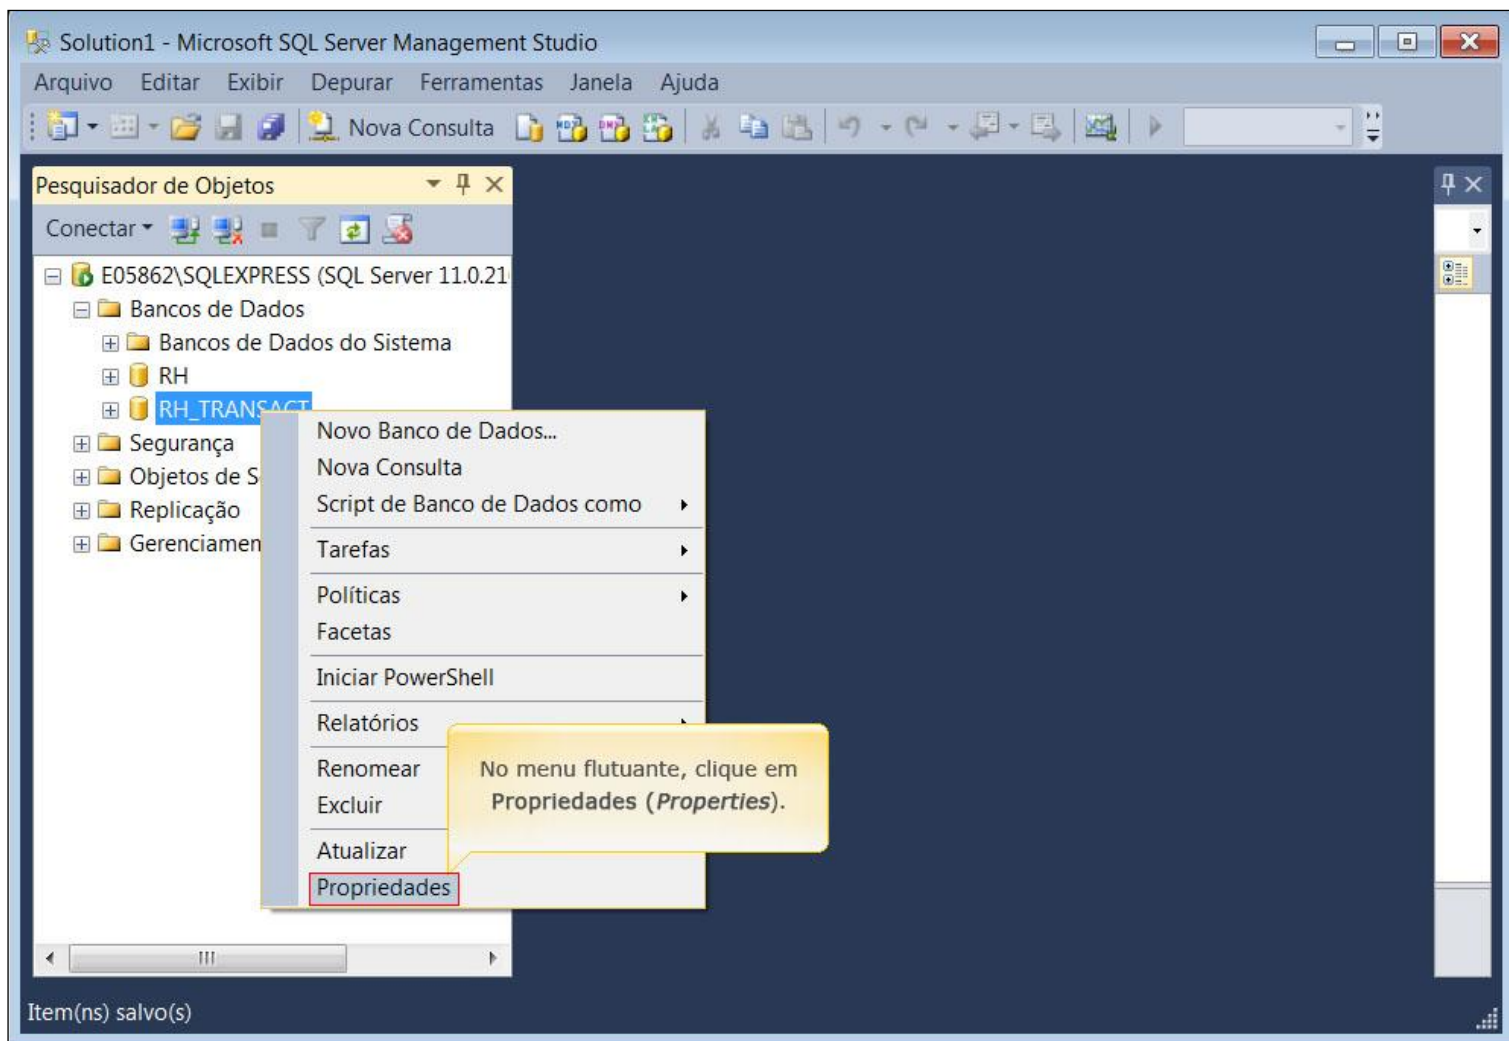 Solution1 - Microsoft SQL Server Management Studio
Arquivo Editar Exibir Depurar Ferramentas Janela Ajuda
Nova Consulta
Pesquisador de Objetos
Conectar
E05862\SQLEXPRESS (SQL Server 11.0.21
Bancos de Dados
Bancos de Dados do Sistema
RH
RH_TRANSACT
Segurança
Objetos de S
Replicação
Gerenciamen
Novo Banco de Dados...
Nova Consulta
Script de Banco de Dados como
Tarefas
Políticas
Facetas
Iniciar PowerShell
Relatórios
Renomear
Excluir
Atualizar
Propriedades
No menu flutuante, clique em
Propriedades (Properties).
Item(ns) salvo(s)